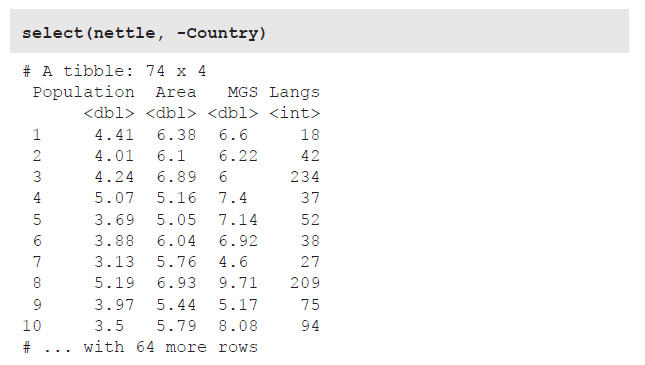 select(nettle, -Country)
# A tibble: 74 x 4
Population Area MGS Langs
<dbl> <dbl> <dbl> <int>
1 4.41 6.38 6.6 18
2 4.01 6.1 6.22 42
3 4.24 6.89 6 234
4 5.07 5.16 7.4 37
5 3.69 5.05 7.14 52
6 3.88 6.04 6.92 38
7 3.13 5.76 4.6 27
8 5.19 6.93 9.71 209
9 3.97 5.44 5.17 75
10 3.5 5.79 8.08 94
# ... with 64 more rows